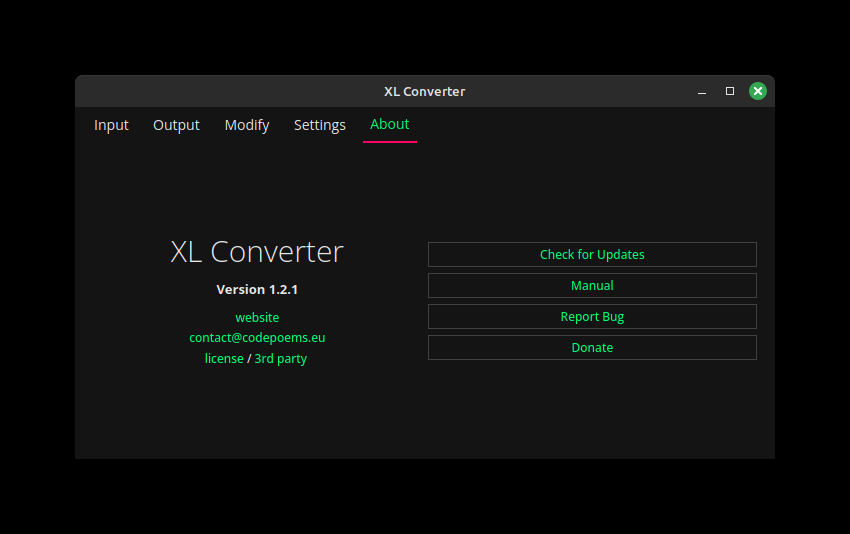 XL Converter
Input Output Modify Settings About
XL Converter
Version 1.2.1
website
contact@codepoems.eu
license / 3rd party
Check for Updates
Manual
Report Bug
Donate